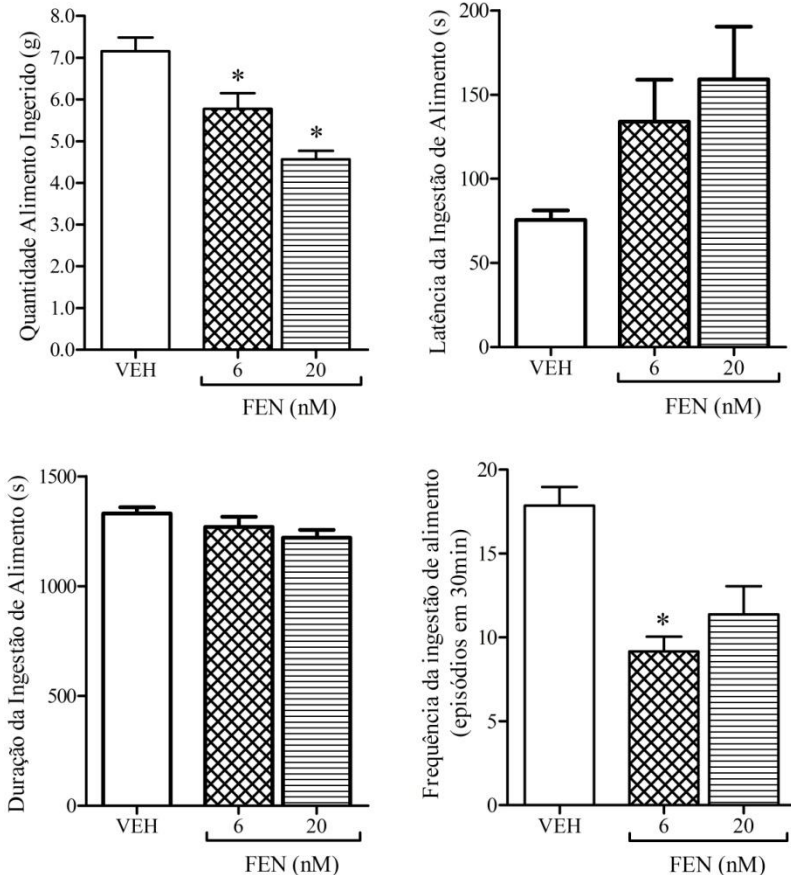 Quantidade Alimento Ingerido (g)
8.0
7.0
6.0
5.0
4.0
3.0
2.0
1.0
0.0
*
*
VEH
6
20
FEN (nM)
Latência da Ingestão de Alimento (s)
200
150
100
50
0
VEH
6
20
FEN (nM)
Duração da Ingestão de Alimento (s)
1500
1000
500
0
VEH
6
20
FEN (nM)
Frequência da ingestão de alimento
(episódios em 30min)
20
15
10
5
0
*
VEH
6
20
FEN (nM)